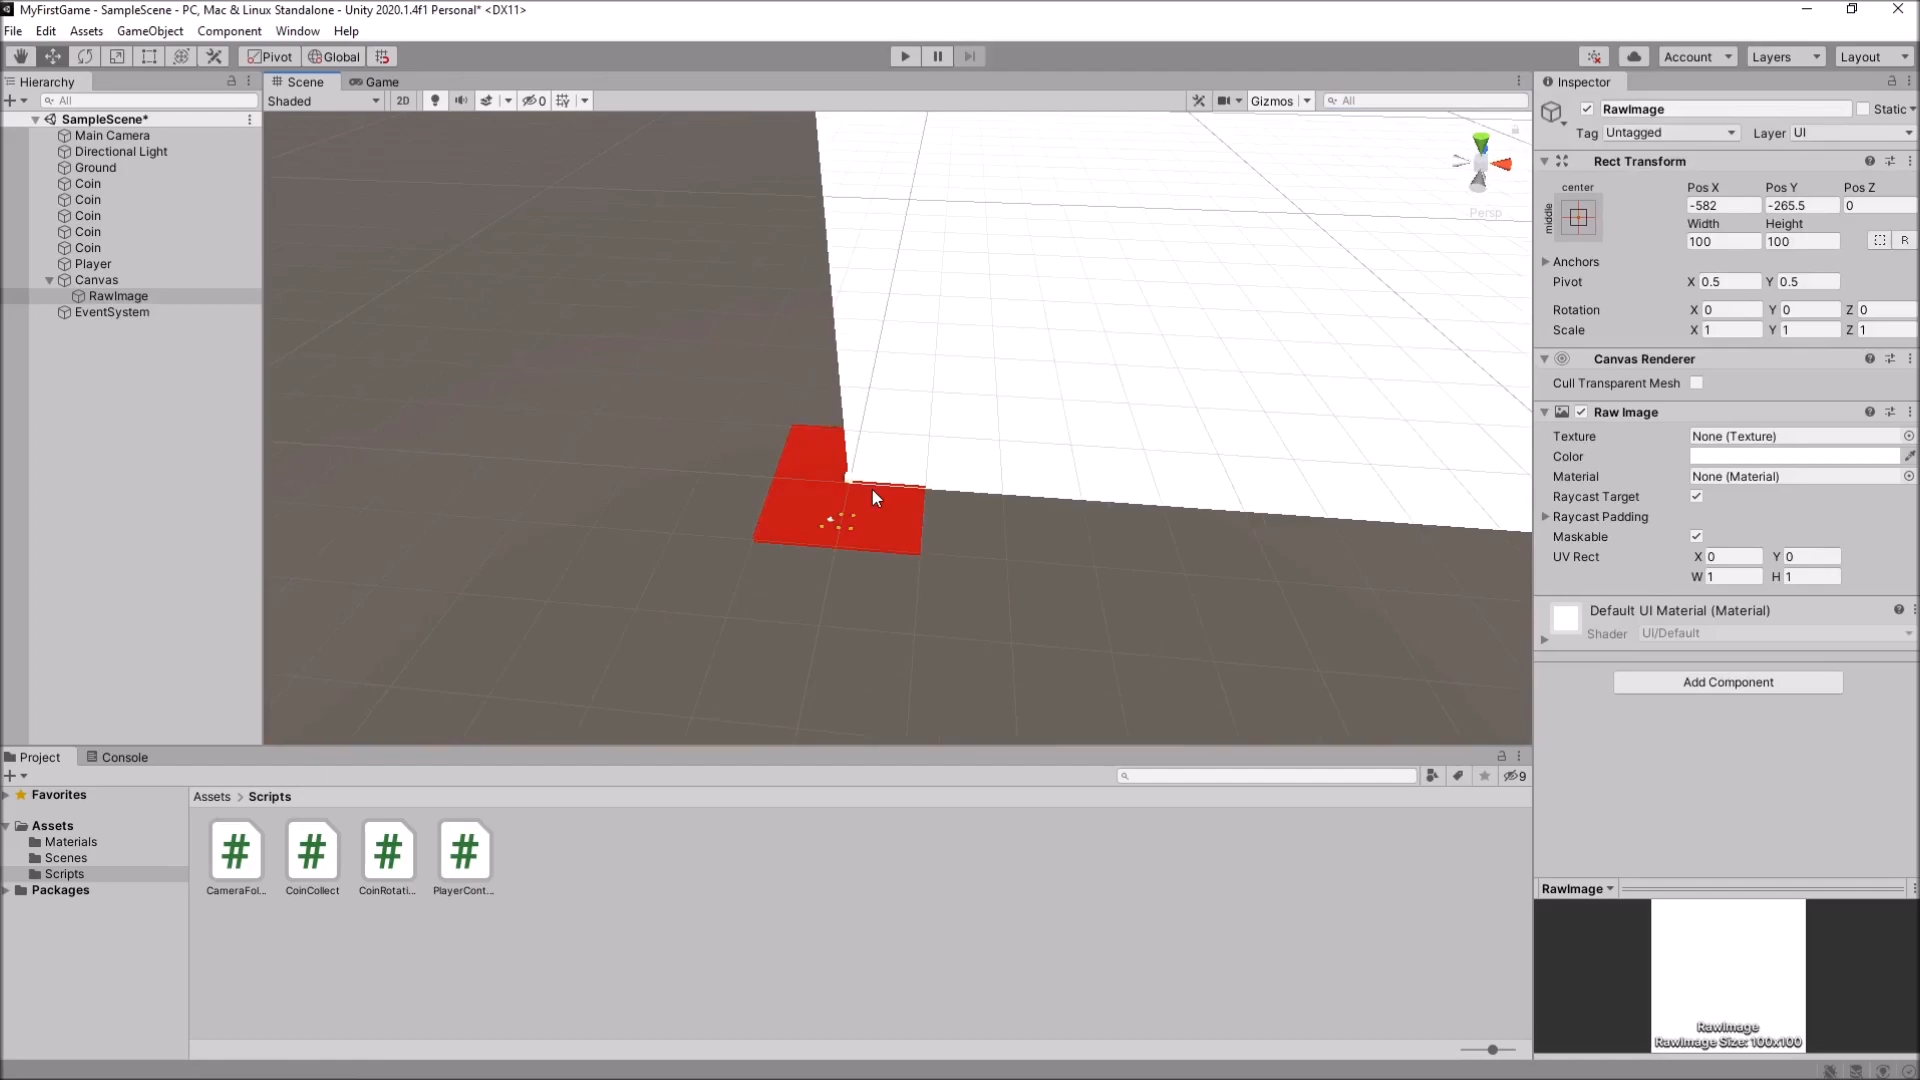 MyFirstGame - SampleScene - PC, Mac & Linux Standalone - Unity 2020.1.4f1 Personal* <DX11>
File Edit Assets GameObject Component Window Help
Pivot Global Account Layers Layout
Hierarchy
All
SampleScene*
Main Camera
Directional Light
Ground
Coin
Coin
Coin
Coin
Coin
Player
Canvas
RawImage
EventSystem
Scene Game
Shaded 2D 0 Gizmos All
Persp
Inspector
RawImage Static
Tag Untagged Layer UI
Rect Transform
center
middle
Pos X Pos Y Pos Z
-582 -265.5 0
Width Height
100 100 R
Anchors
Pivot X 0.5 Y 0.5
Rotation X 0 Y 0 Z 0
Scale X 1 Y 1 Z 1
Canvas Renderer
Cull Transparent Mesh
Raw Image
Texture None (Texture)
Color
Material None (Material)
Raycast Target
Raycast Padding
Maskable
UV Rect X 0 Y 0
W 1 H 1
Default UI Material (Material)
Shader UI/Default
Add Component
Project Console
9
Favorites
Assets
Materials
Scenes
Scripts
Packages
Assets > Scripts
# # # #
CameraFol... CoinCollect CoinRotati... PlayerCont...
RawImage
RawImage
RawImage Size: 100x100